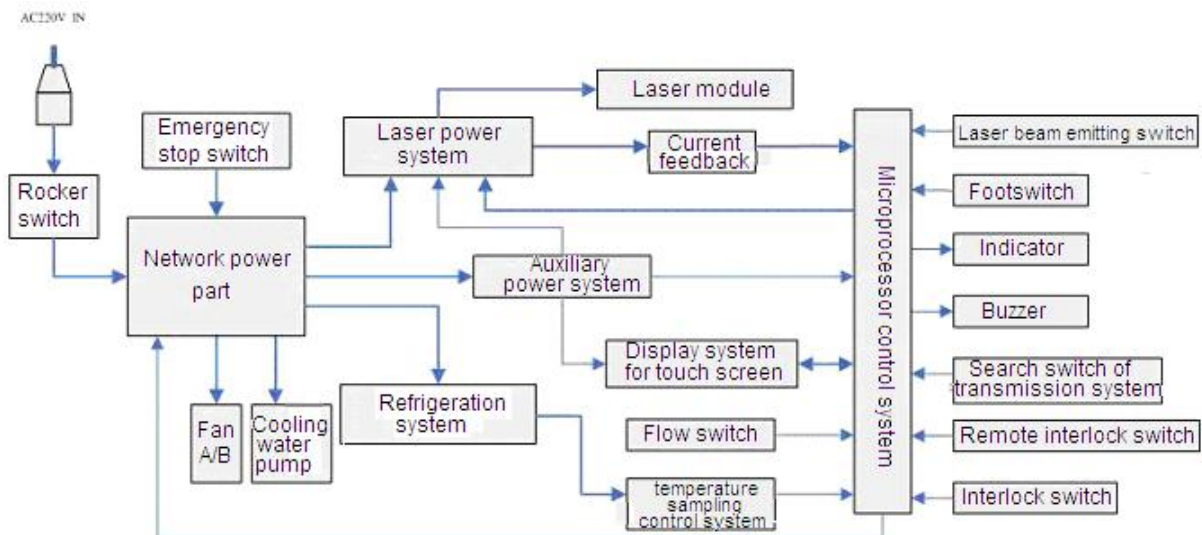 AC220V IN
Laser module
Emergency
stop switch
Laser power
system
Current
feedback
Laser beam emitting switch
Rocker
switch
Footswitch
Network power
part
Auxiliary
power system
Indicator
Buzzer
Display system
for touch screen
Search switch of
transmission system
Refrigeration
system
Fan
A/B
Cooling
water
pump
Flow switch
Remote interlock switch
temperature
sampling
control system
Interlock switch
Microprocessor control system